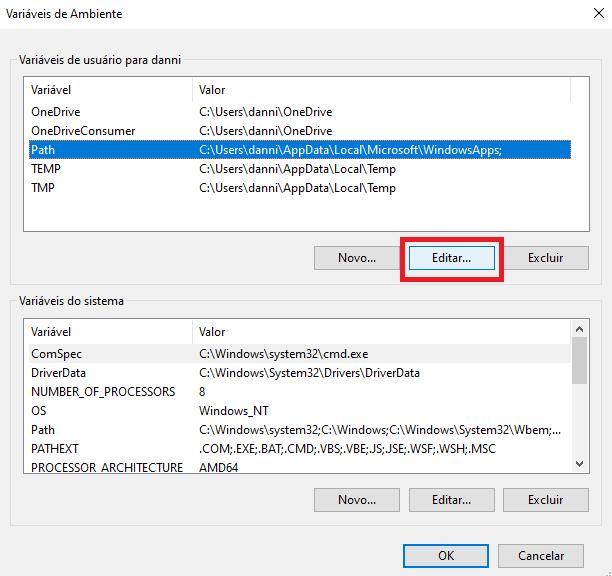 Variáveis de Ambiente
Variáveis de usuário para danni
Variável Valor
OneDrive C:\Users\danni\OneDrive
OneDriveConsumer C:\Users\danni\OneDrive
Path C:\Users\danni\AppData\Local\Microsoft\WindowsApps;
TEMP C:\Users\danni\AppData\Local\Temp
TMP C:\Users\danni\AppData\Local\Temp
Novo... Editar... Excluir
Variáveis do sistema
Variável Valor
ComSpec C:\Windows\system32\cmd.exe
DriverData C:\Windows\System32\Drivers\DriverData
NUMBER_OF_PROCESSORS 8
OS Windows_NT
Path C:\Windows\system32;C:\Windows;C:\Windows\System32\Wbem;...
PATHEXT .COM;.EXE;.BAT;.CMD;.VBS;.VBE;.JS;.JSE;.WSF;.WSH;.MSC
PROCESSOR_ARCHITECTURE AMD64
Novo... Editar... Excluir
OK Cancelar